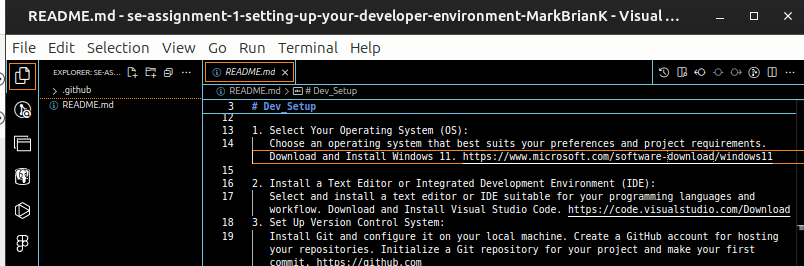 README.md - se-assignment-1-setting-up-your-developer-environment-MarkBrianK - Visual ...
File Edit Selection View Go Run Terminal Help
EXPLORER: SE-AS...
README.md
.github
README.md
README.md > # Dev_Setup
3 # Dev_Setup
12
13 1. Select Your Operating System (OS):
14 Choose an operating system that best suits your preferences and project requirements.
Download and Install Windows 11. https://www.microsoft.com/software-download/windows11
15
16 2. Install a Text Editor or Integrated Development Environment (IDE):
17 Select and install a text editor or IDE suitable for your programming languages and
workflow. Download and Install Visual Studio Code. https://code.visualstudio.com/Download
18 3. Set Up Version Control System:
19 Install Git and configure it on your local machine. Create a GitHub account for hosting
your repositories. Initialize a Git repository for your project and make your first
commit. https://github.com